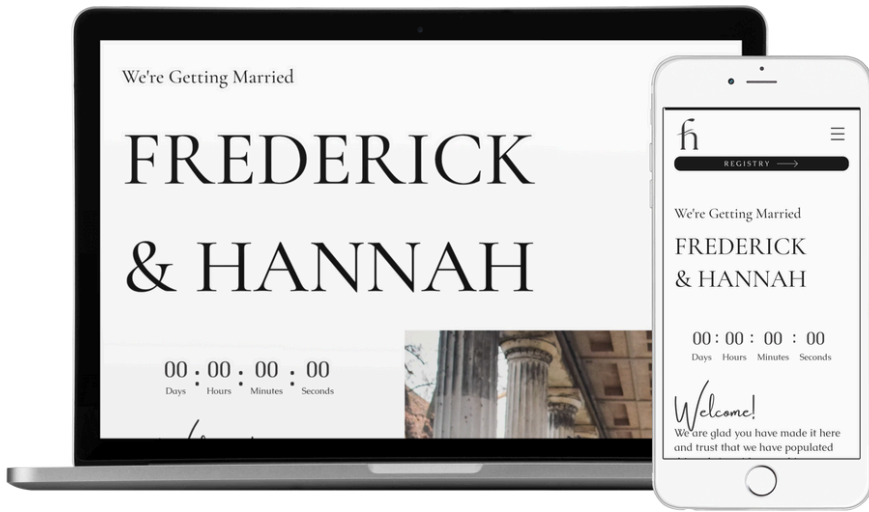 We're Getting Married
FREDERICK
& HANNAH
00 : 00 : 00 : 00
Days Hours Minutes Seconds
fh
REGISTRY
We're Getting Married
FREDERICK
& HANNAH
00 : 00 : 00 : 00
Days Hours Minutes Seconds
Welcome!
We are glad you have made it here
and trust that we have populated